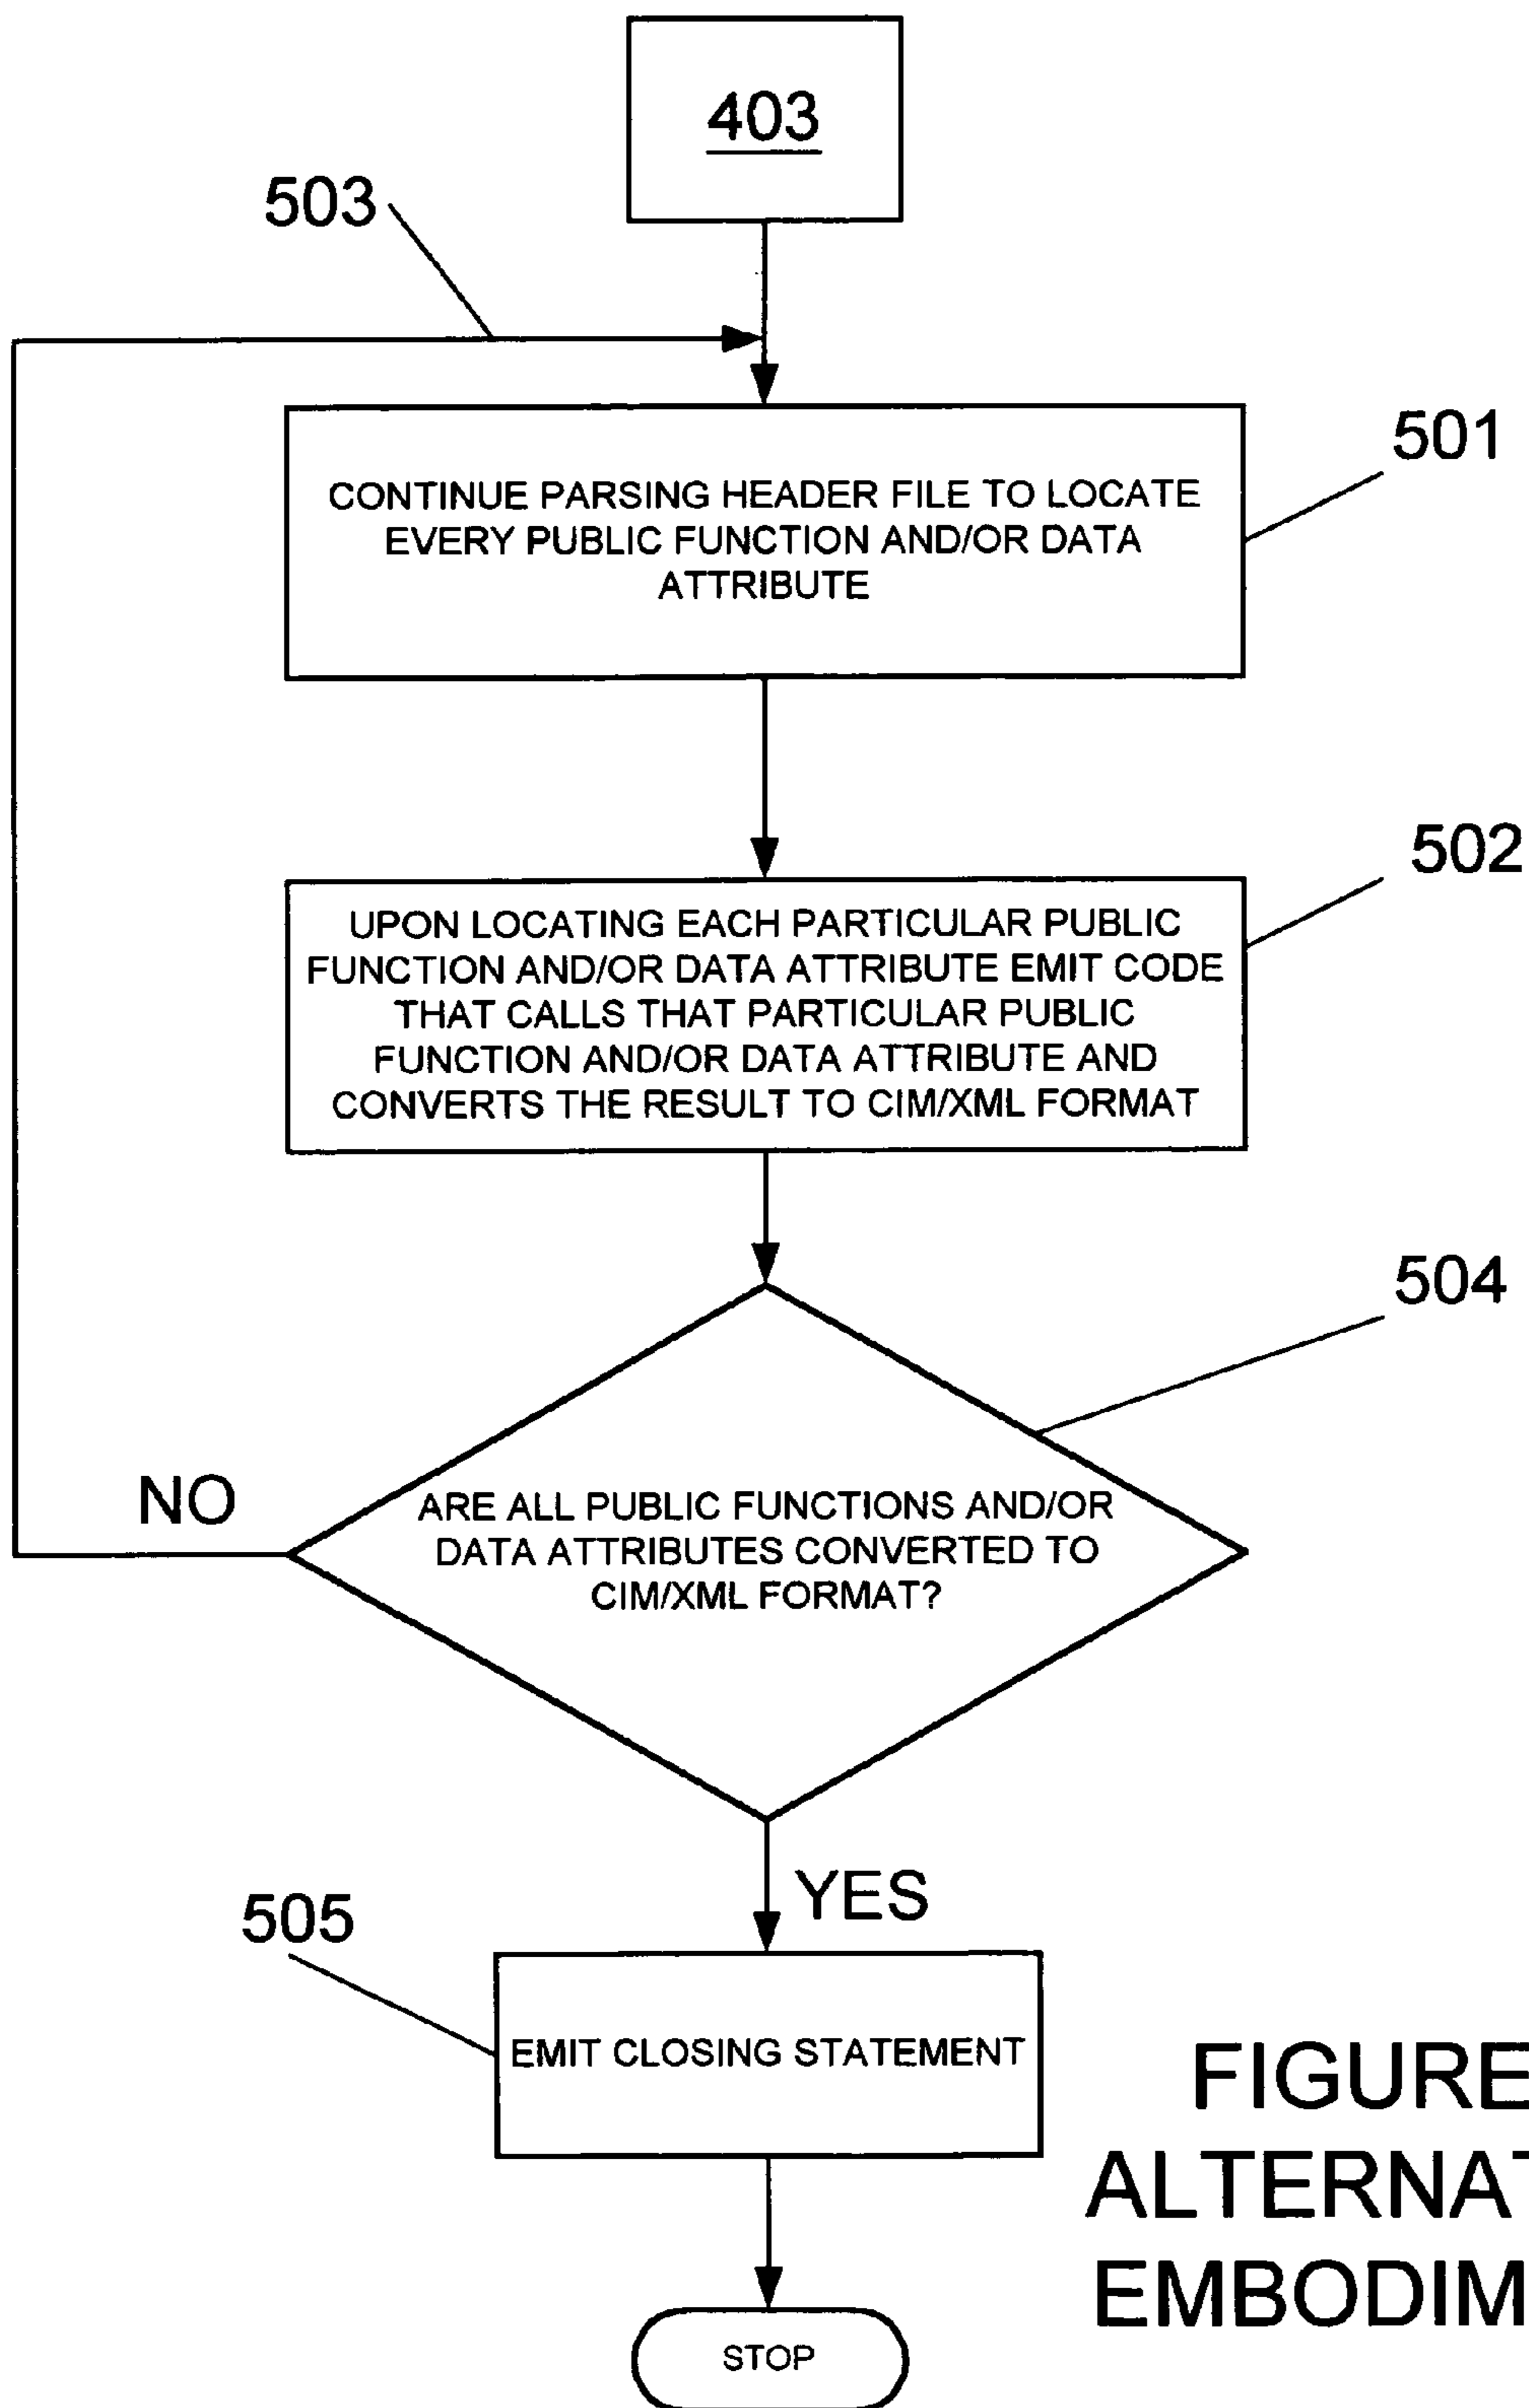 403
503
501
CONTINUE PARSING HEADER FILE TO LOCATE
EVERY PUBLIC FUNCTION AND/OR DATA
ATTRIBUTE
502
UPON LOCATING EACH PARTICULAR PUBLIC
FUNCTION AND/OR DATA ATTRIBUTE EMIT CODE
THAT CALLS THAT PARTICULAR PUBLIC
FUNCTION AND/OR DATA ATTRIBUTE AND
CONVERTS THE RESULT TO CIM/XML FORMAT
504
NO
ARE ALL PUBLIC FUNCTIONS AND/OR
DATA ATTRIBUTES CONVERTED TO
CIM/XML FORMAT?
YES
505
EMIT CLOSING STATEMENT
STOP
FIGURE